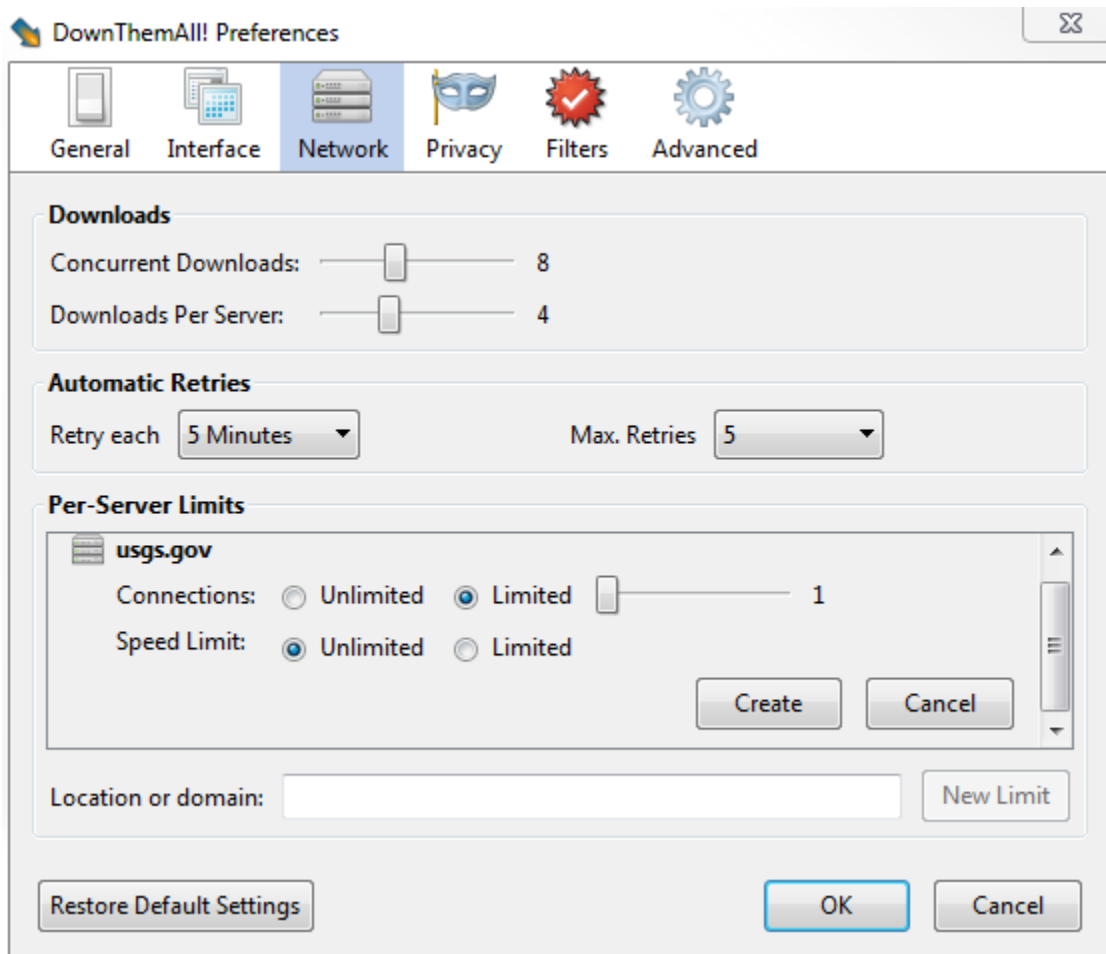 DownThemAll! Preferences
General Interface Network Privacy Filters Advanced
Downloads
Concurrent Downloads: 8
Downloads Per Server: 4
Automatic Retries
Retry each 5 Minutes Max. Retries 5
Per-Server Limits
usgs.gov
Connections: Unlimited Limited 1
Speed Limit: Unlimited Limited
Create Cancel
Location or domain: New Limit
Restore Default Settings OK Cancel